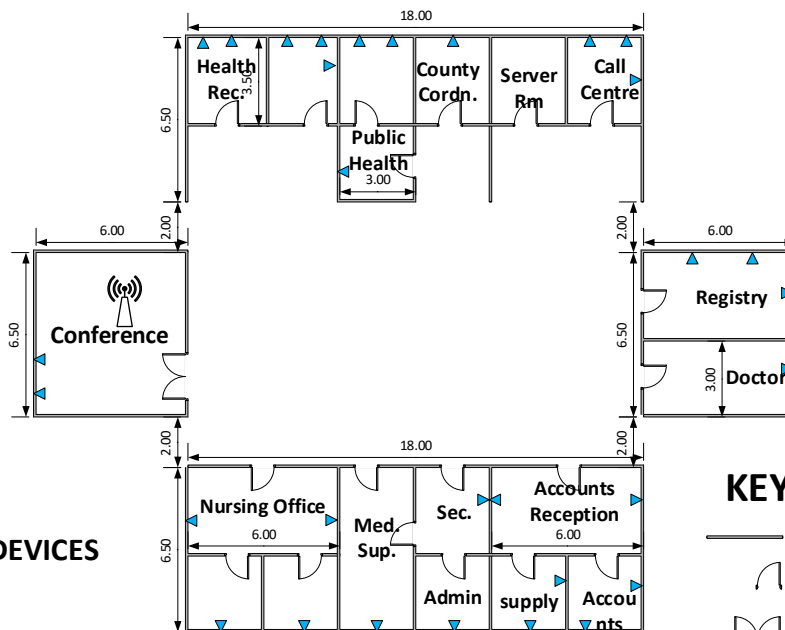 18.00
Health
Rec.
3.50
County
Cordn.
Server
Rm
Call
Centre
6.50
Public
Health
3.00
2.00
2.00
6.00
6.00
6.50
Conference
6.50
Registry
3.00
Doctor
2.00
2.00
18.00
Nursing Office
6.00
Med.
Sup.
Sec.
Accounts
Reception
6.00
KEY
DEVICES
6.50
Admin
supply
Accou
nts